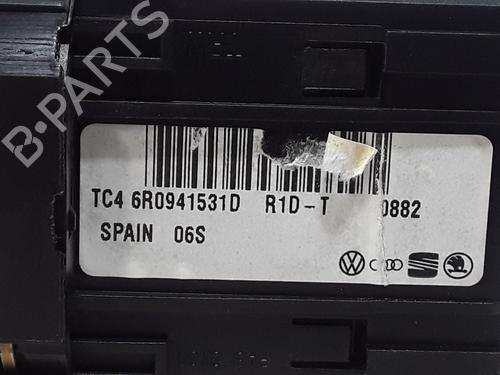 B-PARTS
TC4 6R0941531D R1D-T 0882
SPAIN 06S